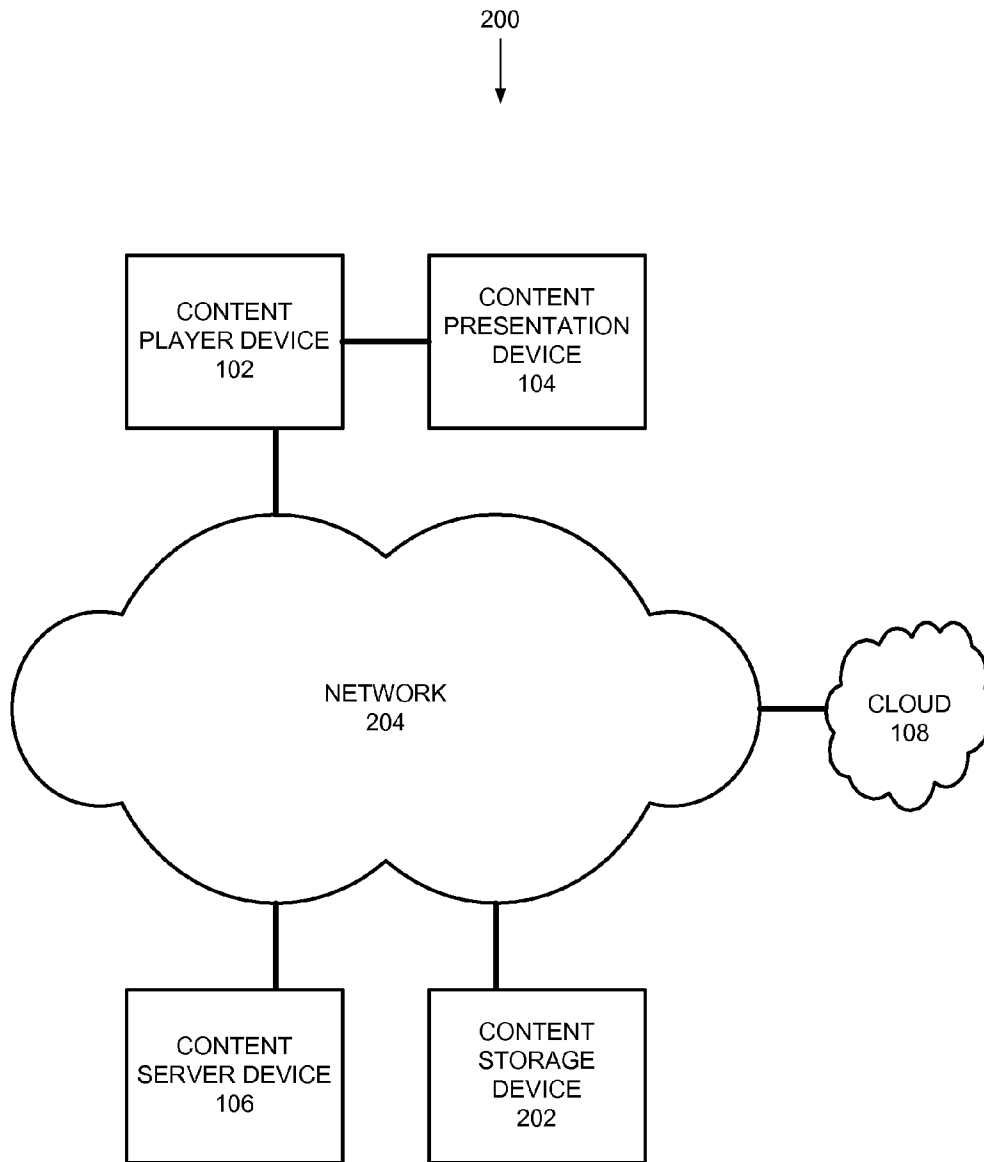 200
CONTENT
PLAYER DEVICE
102
CONTENT
PRESENTATION
DEVICE
104
NETWORK
204
CLOUD
108
CONTENT
SERVER DEVICE
106
CONTENT
STORAGE
DEVICE
202